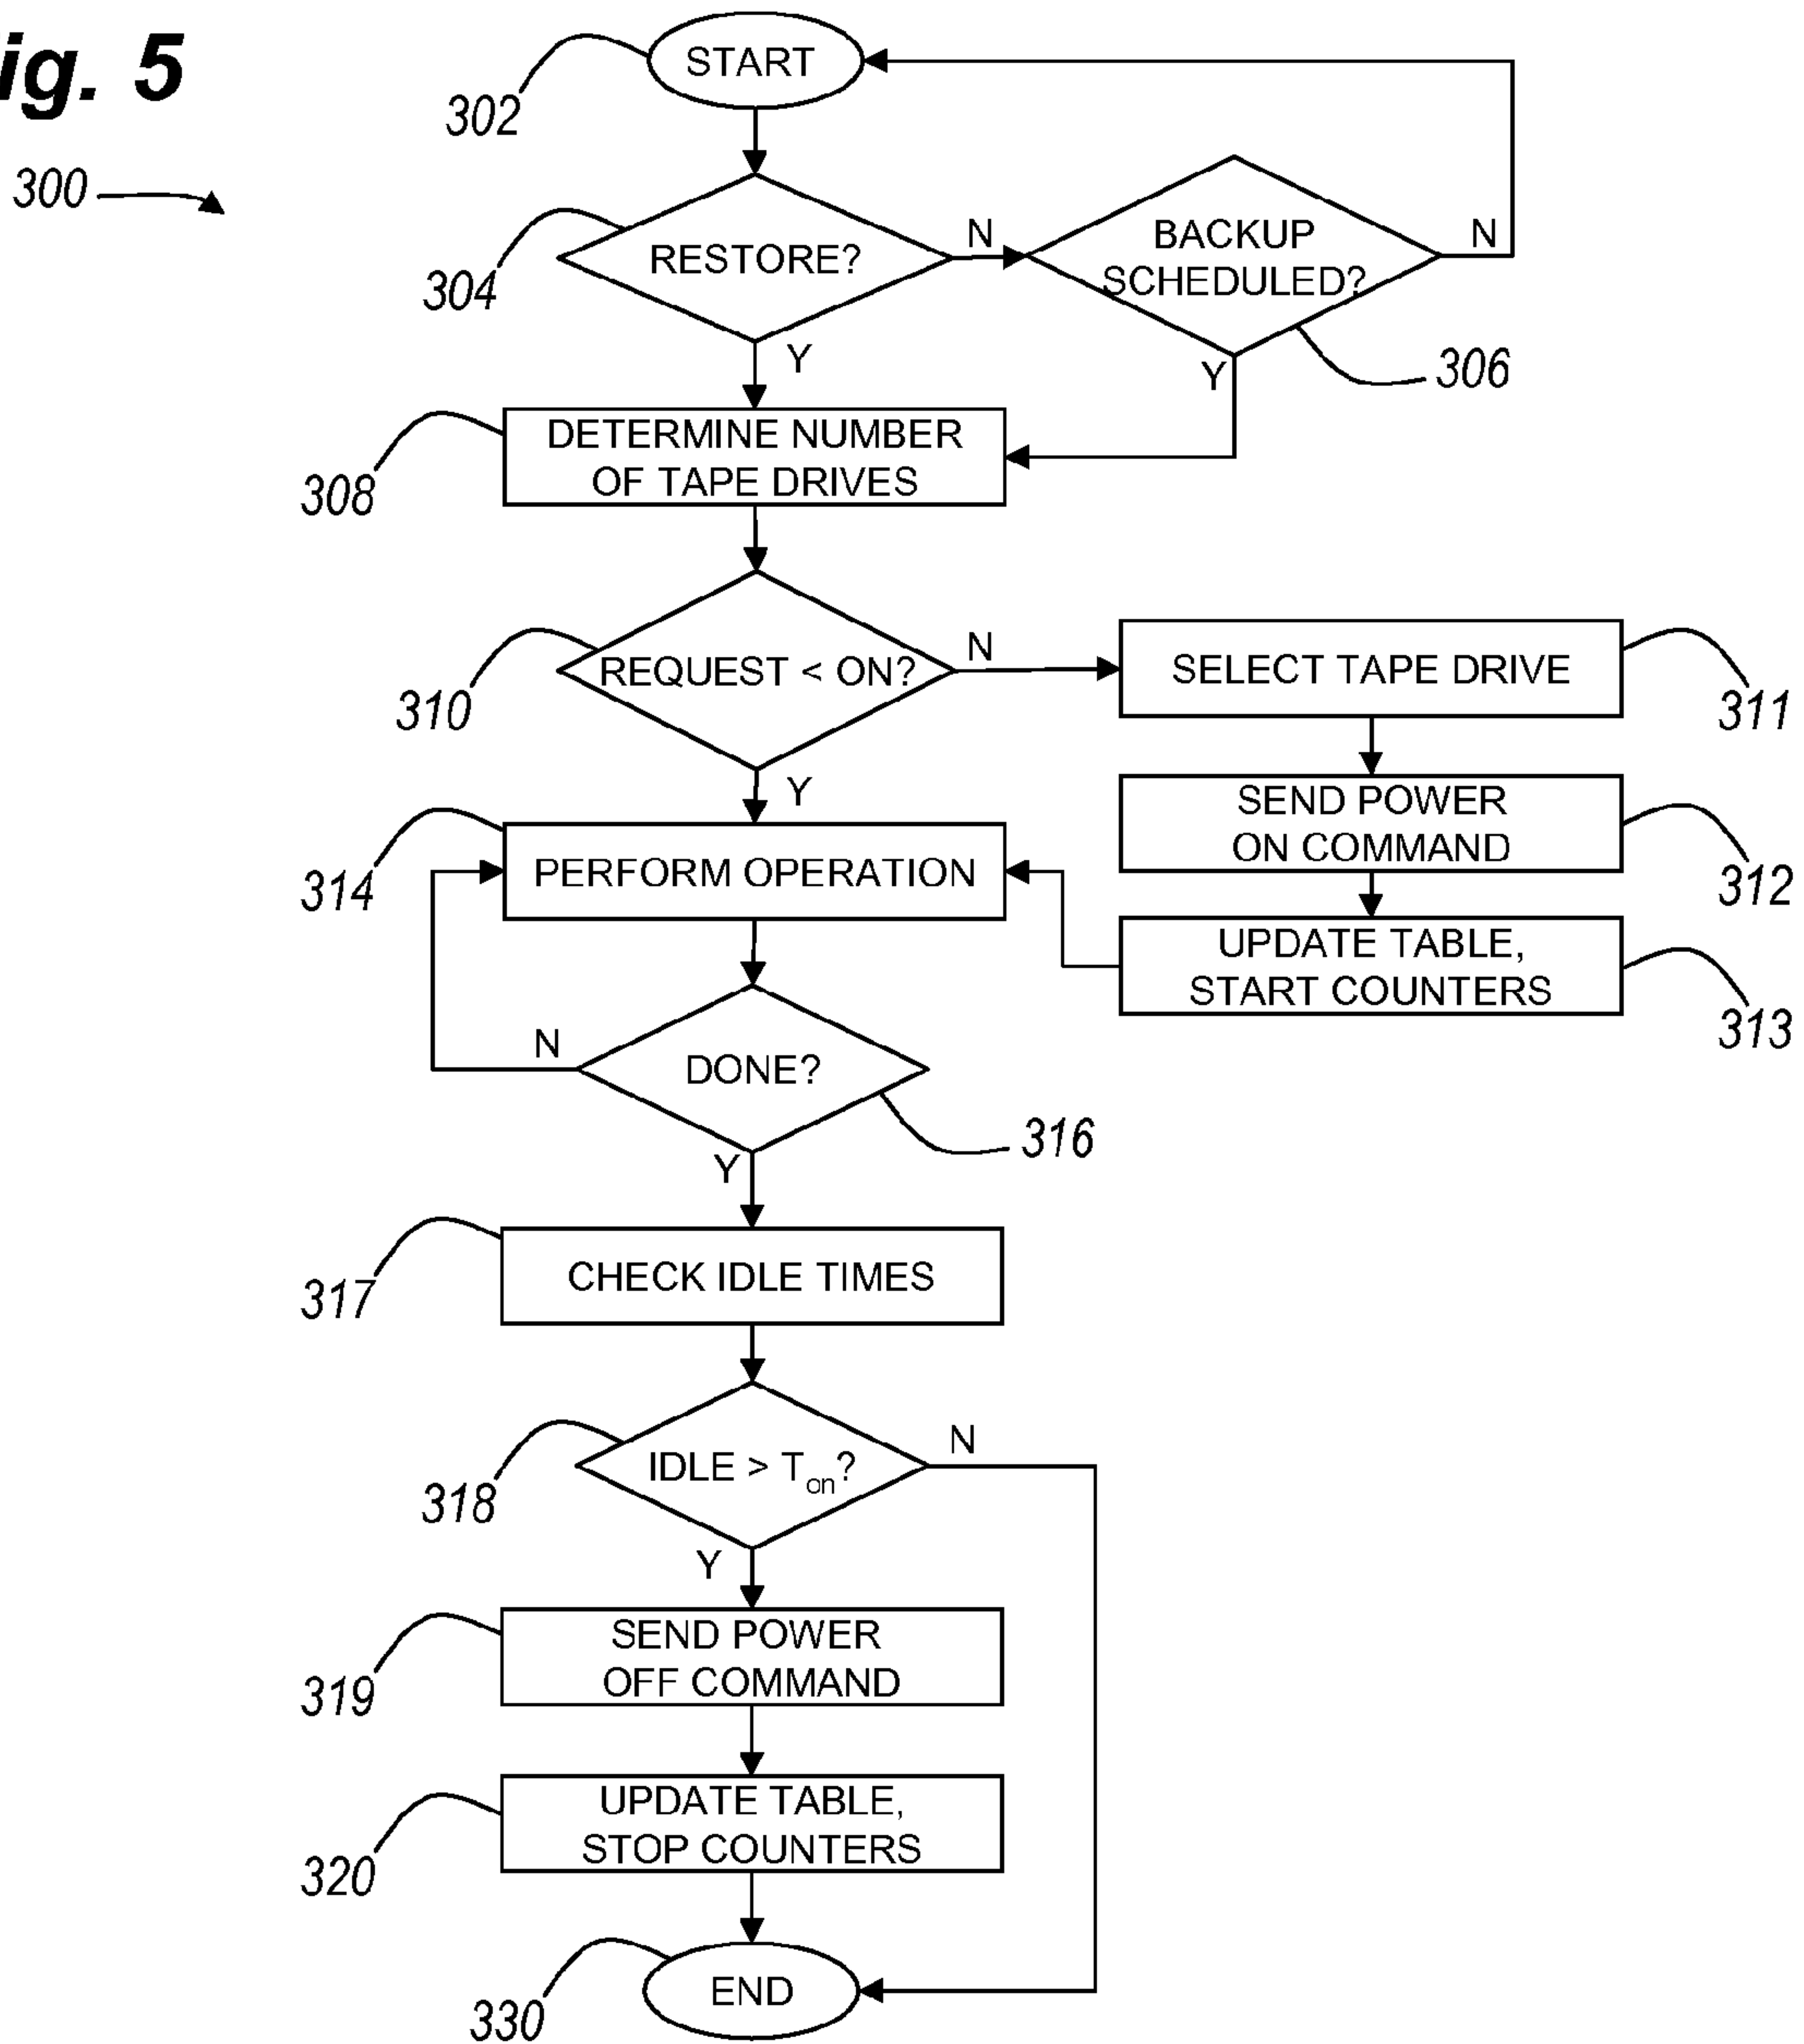 ig. 5
300
302
START
304
RESTORE?
N
BACKUP
SCHEDULED?
N
306
Y
Y
308
DETERMINE NUMBER
OF TAPE DRIVES
310
REQUEST < ON?
N
SELECT TAPE DRIVE
311
Y
SEND POWER
ON COMMAND
312
314
PERFORM OPERATION
UPDATE TABLE,
START COUNTERS
313
N
DONE?
316
Y
317
CHECK IDLE TIMES
318
IDLE > Ton?
N
Y
319
SEND POWER
OFF COMMAND
320
UPDATE TABLE,
STOP COUNTERS
330
END